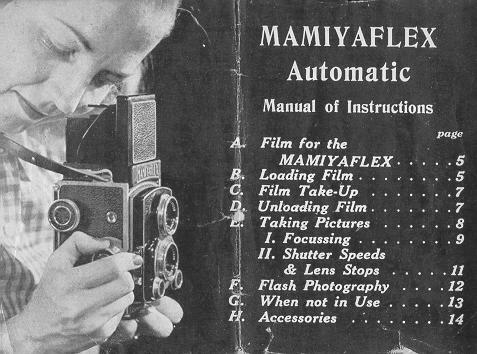 MAMIYAFLEX
Automatic
Manual of Instructions
page
A. Film for the
MAMIYAFLEX . . . . . 5
B. Loading Film . . . . . . . . 5
C. Film Take-Up . . . . . . . 7
D. Unloading Film . . . . . . 7
E. Taking Pictures . . . . . . 8
I. Focussing . . . . . . . . 9
II. Shutter Speeds
& Lens Stops . . . . . . 11
F. Flash Photography . . . . 12
G. When not in Use . . . . . 13
H. Accessories . . . . . . . . . 14